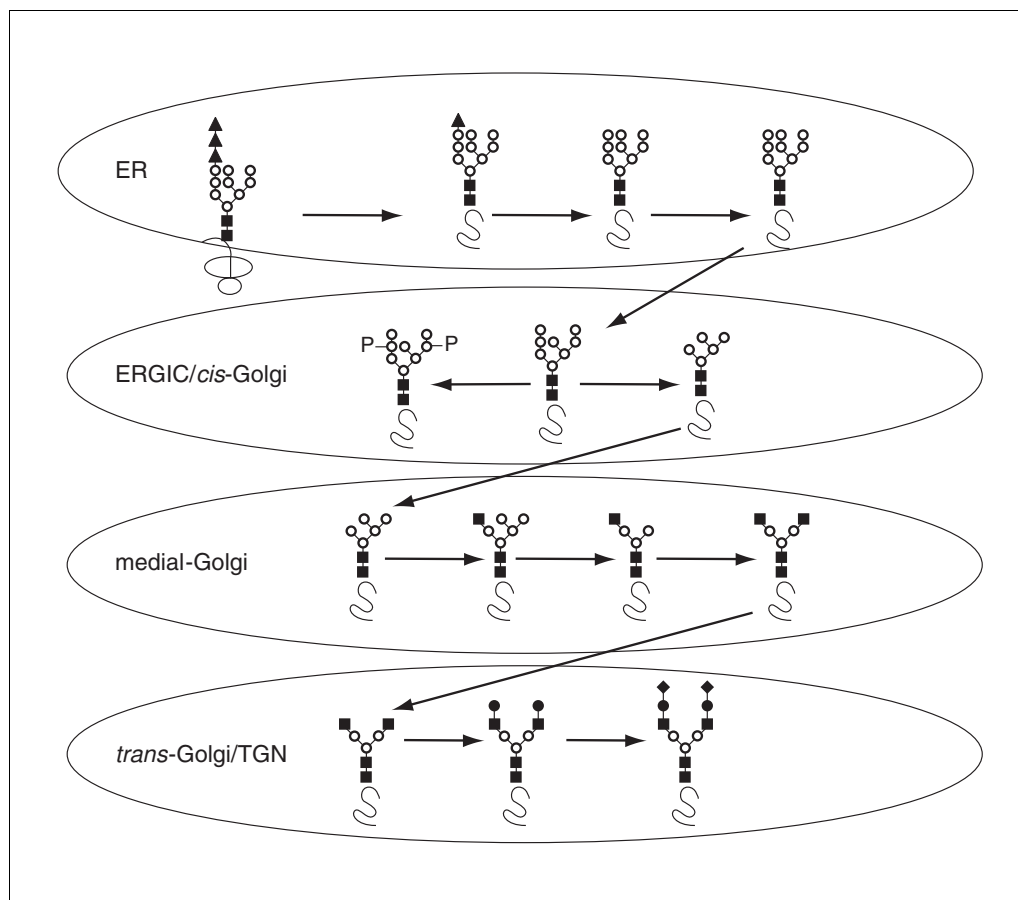 ER
ERGIC/cis-Golgi
P
P
medial-Golgi
trans-Golgi/TGN